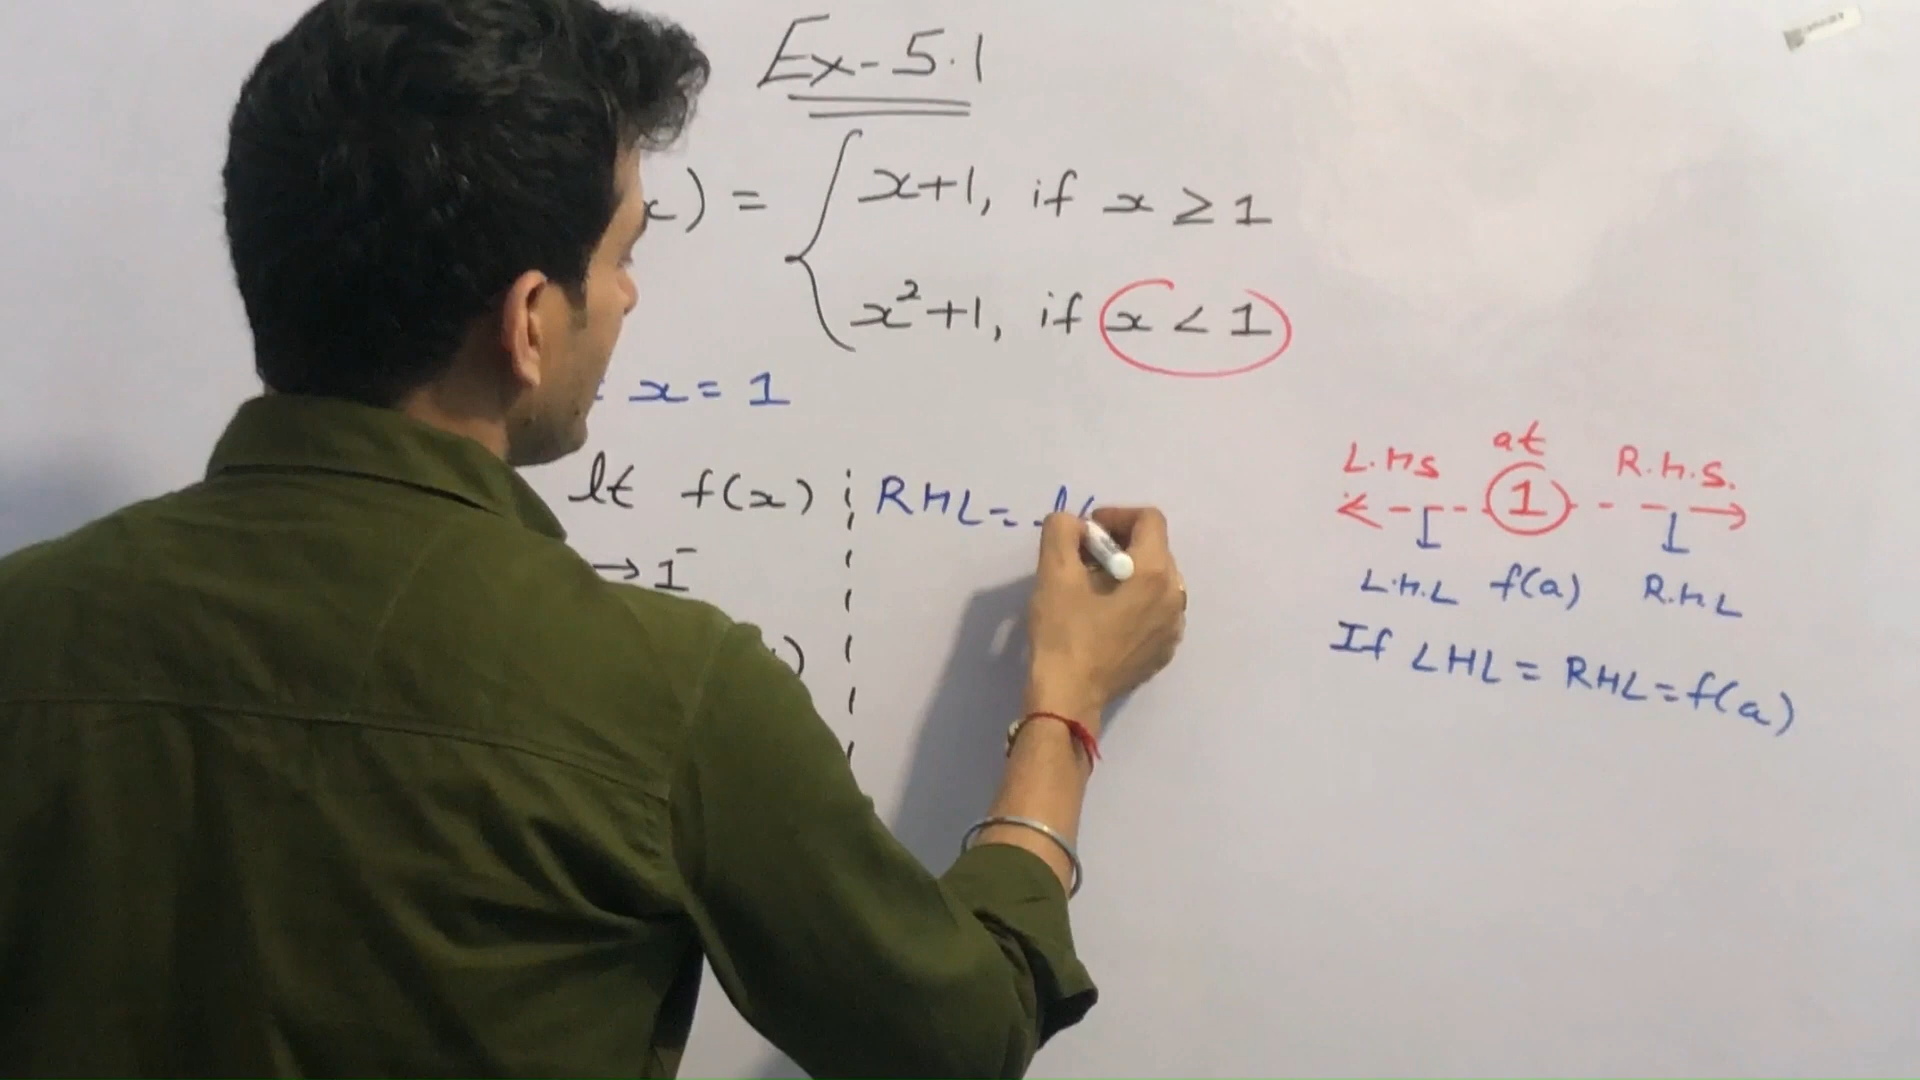 Ex-5.1
x) = { x+1, if x ≥ 1
x²+1, if x < 1
x = 1
lt f(x)
→ 1⁻
)
RHL =
L.H.S at R.H.S.
1
L.H.L f(a) R.H.L
If LHL = RHL = f(a)